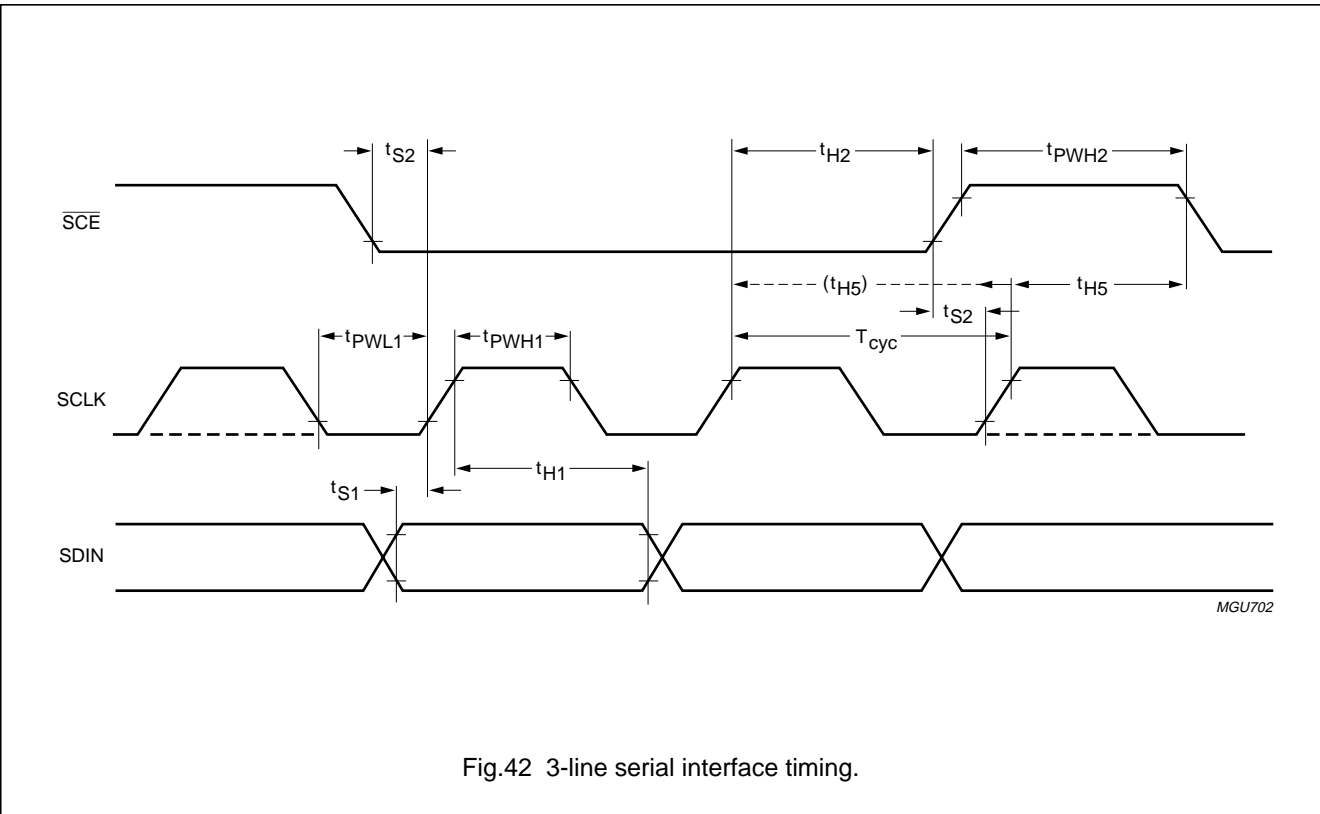 tS2
tH2
tPWH2
SCE
(tH5)
tH5
tS2
tPWL1
tPWH1
Tcyc
SCLK
tH1
tS1
SDIN
MGU702
Fig.42 3-line serial interface timing.